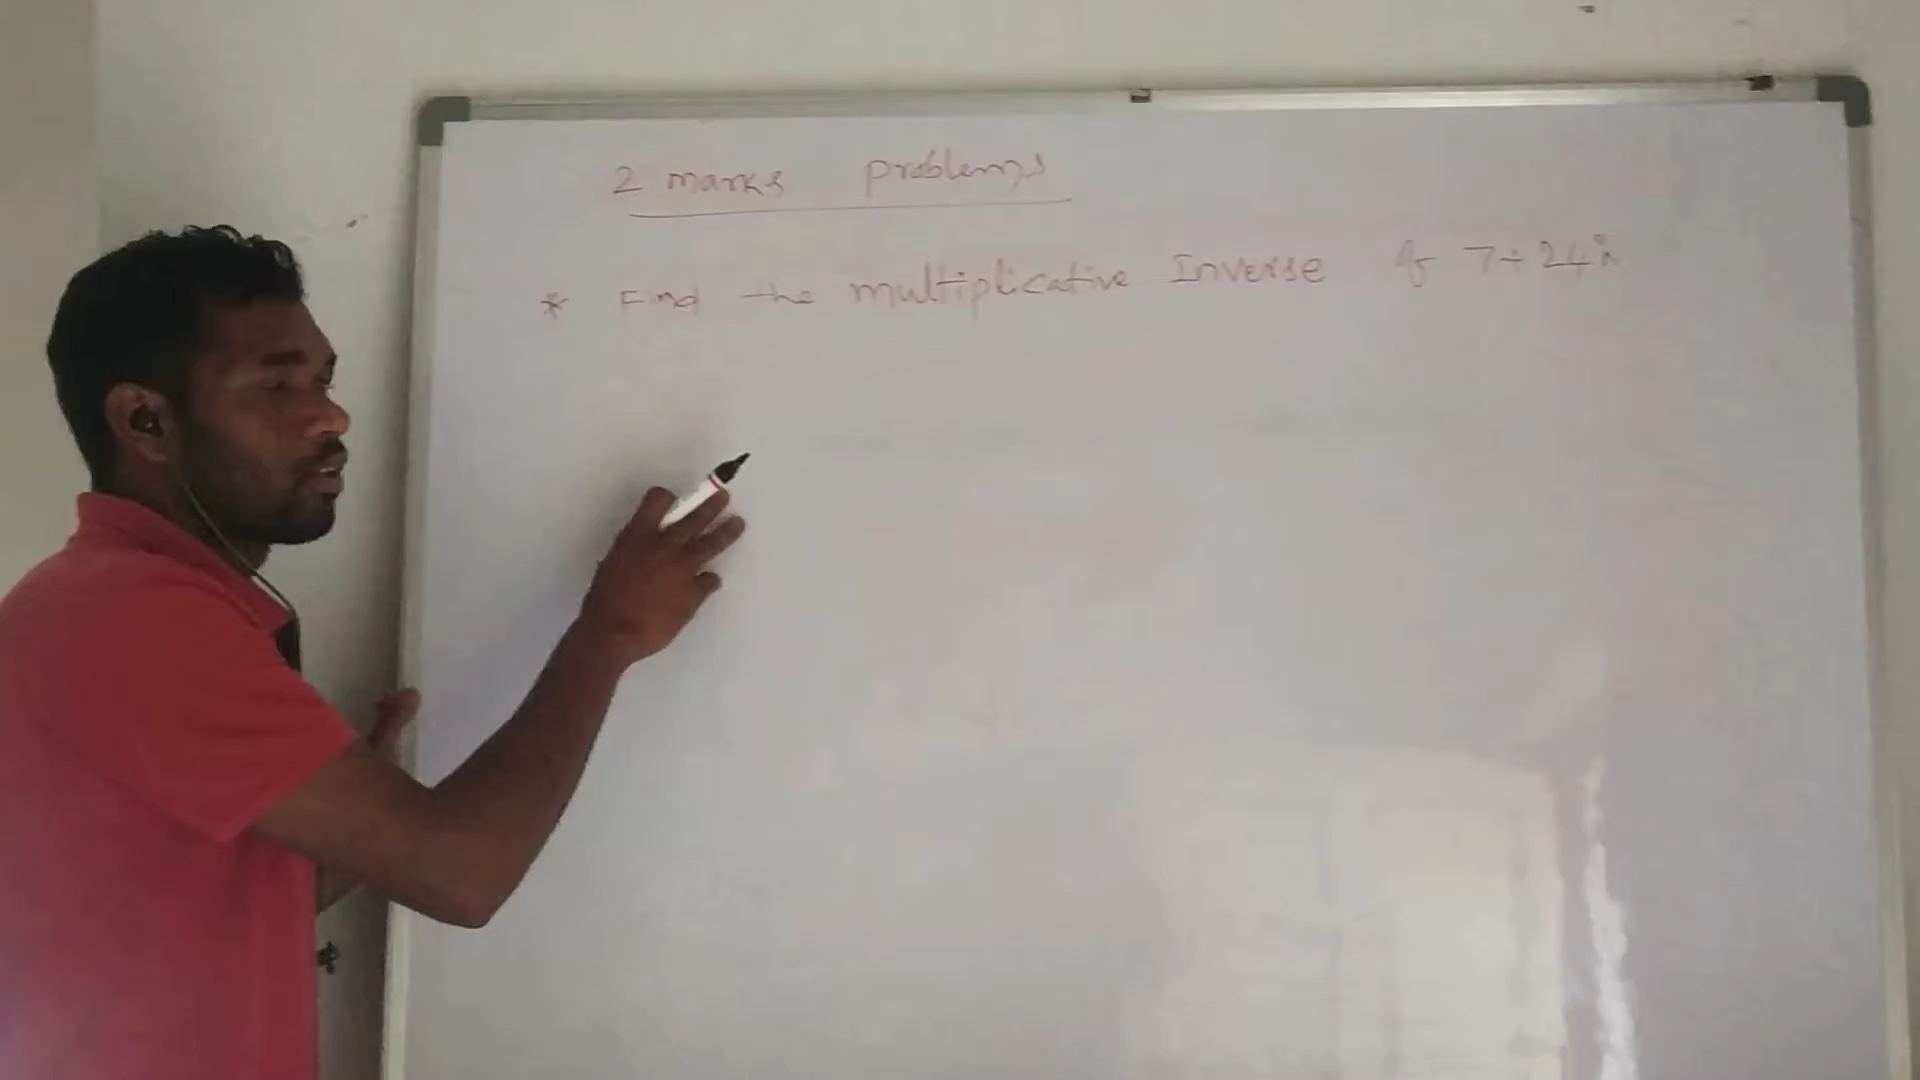 2 marks problems
* Find the multiplicative Inverse of 7+24i